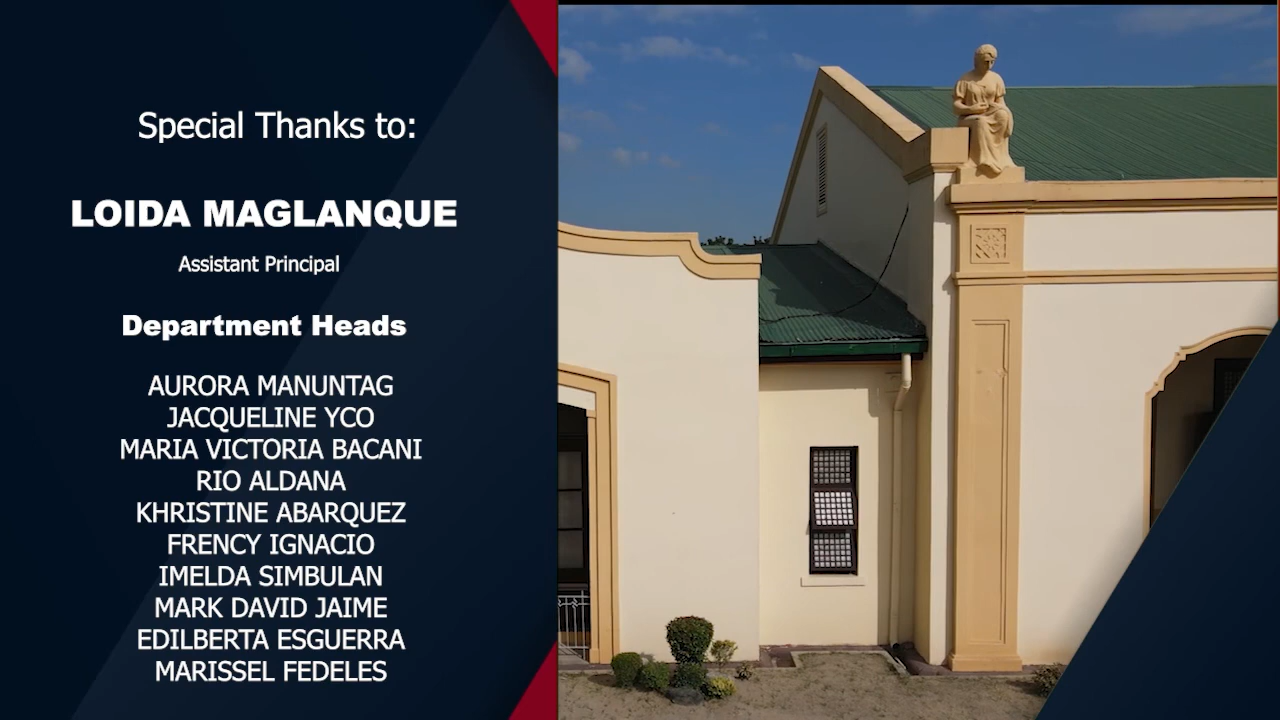 Special Thanks to:
LOIDA MAGLANQUE
Assistant Principal
Department Heads
AURORA MANUNTAG
JACQUELINE YCO
MARIA VICTORIA BACANI
RIO ALDANA
KHRISTINE ABARQUEZ
FRENCY IGNACIO
IMELDA SIMBULAN
MARK DAVID JAIME
EDILBERTA ESGUERRA
MARISSEL FEDELES